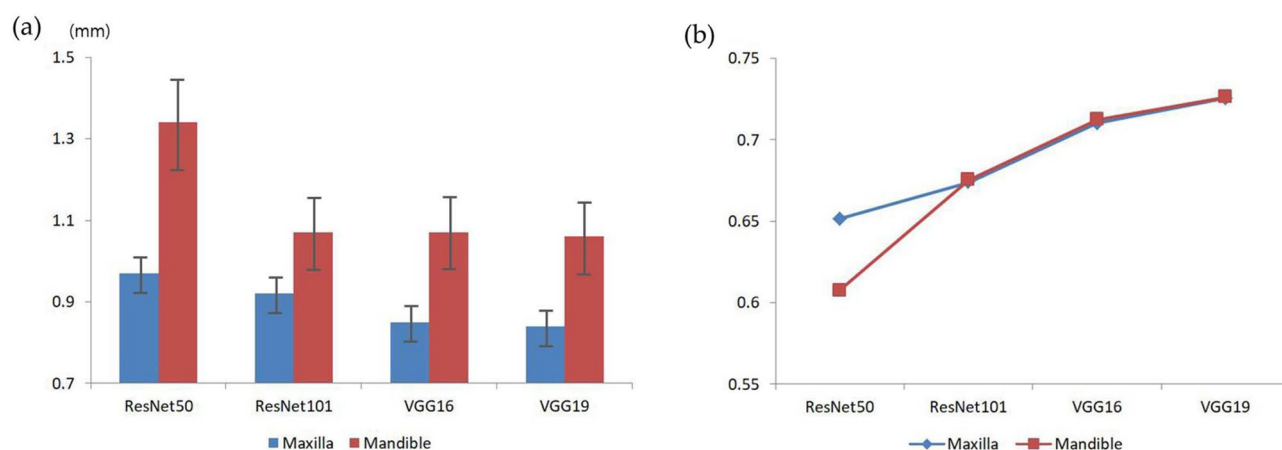 (a) (mm)
1.5
1.3
1.1
0.9
0.7
ResNet50 ResNet101 VGG16 VGG19
Maxilla Mandible
(b)
0.75
0.7
0.65
0.6
0.55
ResNet50 ResNet101 VGG16 VGG19
Maxilla Mandible